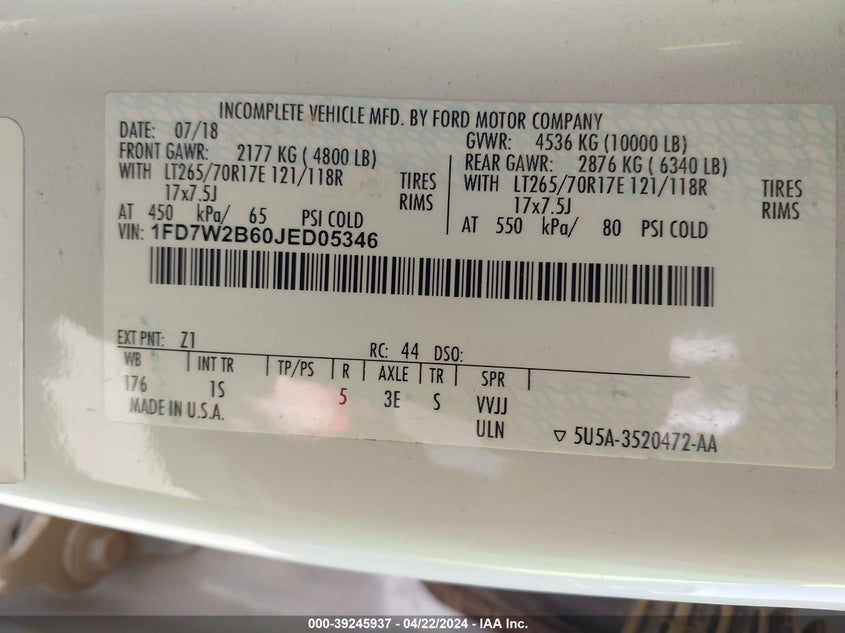 INCOMPLETE VEHICLE MFD. BY FORD MOTOR COMPANY
DATE: 07/18 GVWR: 4536 KG (10000 LB)
FRONT GAWR: 2177 KG ( 4800 LB) REAR GAWR: 2876 KG ( 6340 LB)
WITH LT265/70R17E 121/118R TIRES WITH LT265/70R17E 121/118R TIRES
17x7.5J RIMS 17x7.5J RIMS
AT 450 kPa/ 65 PSI COLD AT 550 kPa/ 80 PSI COLD
VIN: 1FD7W2B60JED05346
EXT PNT: Z1 RC: 44 DSO:
WB INT TR TP/PS R AXLE TR SPR
176 1S 5 3E S VVJJ
MADE IN U.S.A. ULN ▽ 5U5A-3520472-AA
000-39245937 - 04/22/2024 - IAA Inc.